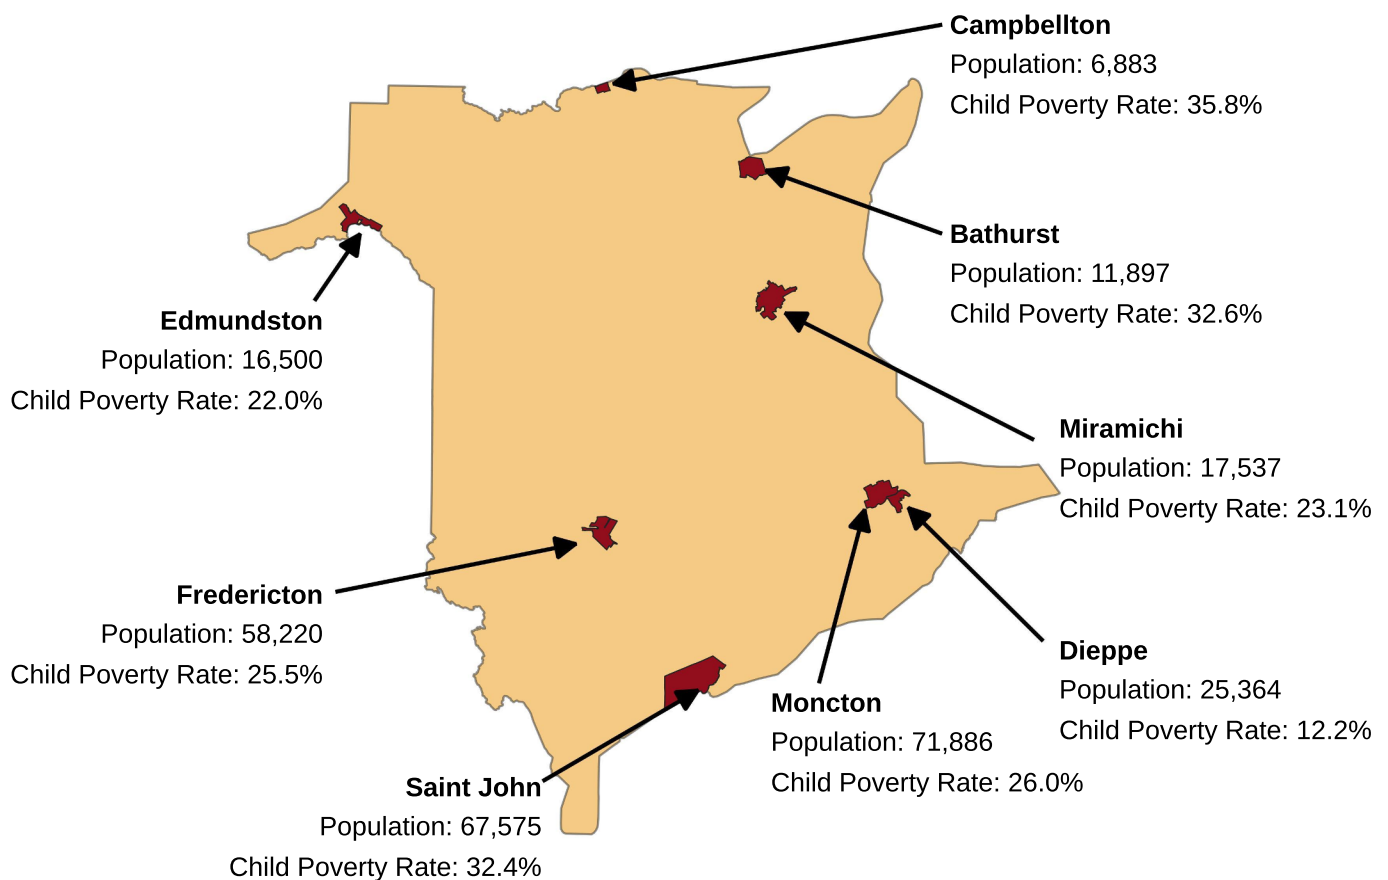 Campbellton
Population: 6,883
Child Poverty Rate: 35.8%
Bathurst
Population: 11,897
Child Poverty Rate: 32.6%
Edmundston
Population: 16,500
Child Poverty Rate: 22.0%
Miramichi
Population: 17,537
Child Poverty Rate: 23.1%
Fredericton
Population: 58,220
Child Poverty Rate: 25.5%
Dieppe
Population: 25,364
Child Poverty Rate: 12.2%
Moncton
Population: 71,886
Child Poverty Rate: 26.0%
Saint John
Population: 67,575
Child Poverty Rate: 32.4%